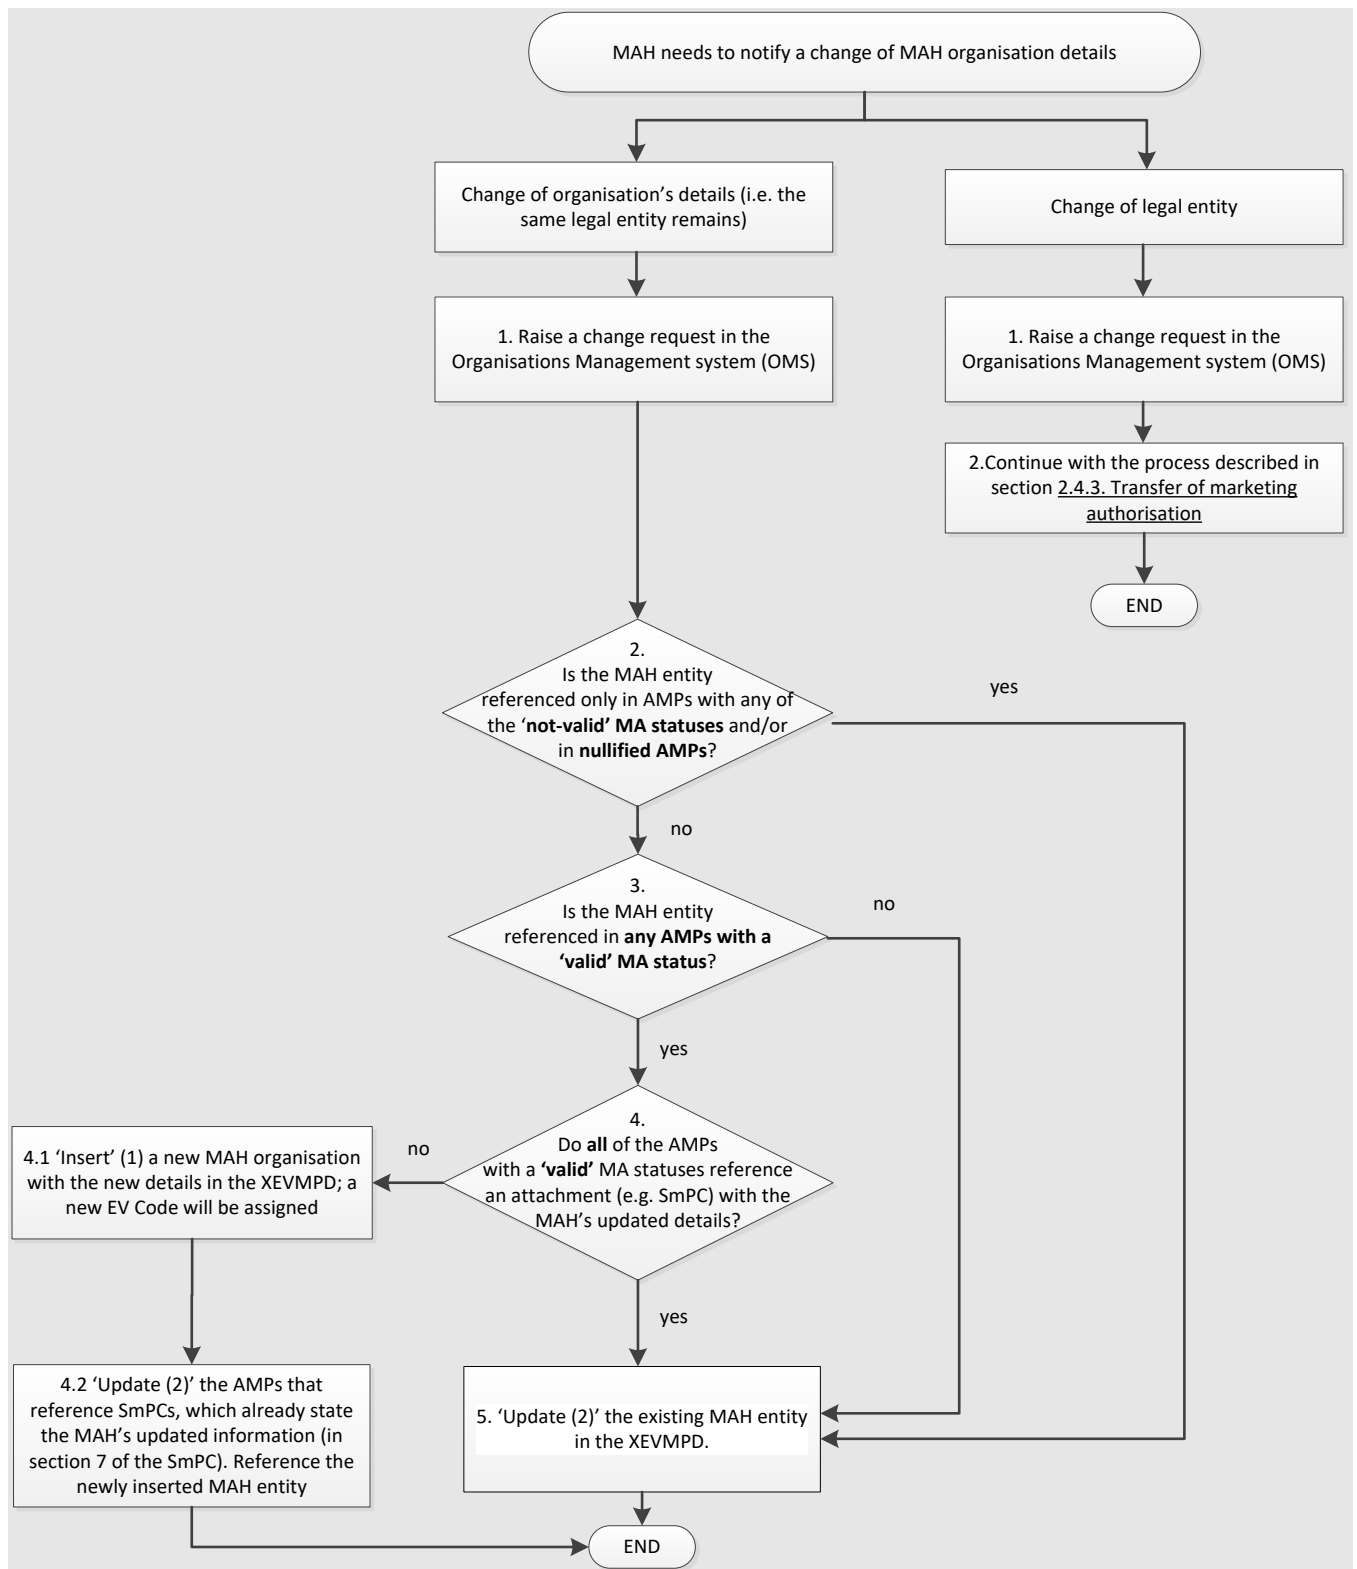 MAH needs to notify a change of MAH organisation details
Change of organisation’s details (i.e. the
same legal entity remains)
Change of legal entity
1. Raise a change request in the
Organisations Management system (OMS)
1. Raise a change request in the
Organisations Management system (OMS)
2.Continue with the process described in
section 2.4.3. Transfer of marketing
authorisation
END
2.
Is the MAH entity
referenced only in AMPs with any of
the ‘not-valid’ MA statuses and/or
in nullified AMPs?
yes
no
3.
Is the MAH entity
referenced in any AMPs with a
‘valid’ MA status?
no
yes
4.
Do all of the AMPs
with a ‘valid’ MA statuses reference
an attachment (e.g. SmPC) with the
MAH’s updated details?
no
4.1 ‘Insert’ (1) a new MAH organisation
with the new details in the XEVMPD; a
new EV Code will be assigned
yes
4.2 ‘Update (2)’ the AMPs that
reference SmPCs, which already state
the MAH’s updated information (in
section 7 of the SmPC). Reference the
newly inserted MAH entity
5. ‘Update (2)’ the existing MAH entity
in the XEVMPD.
END